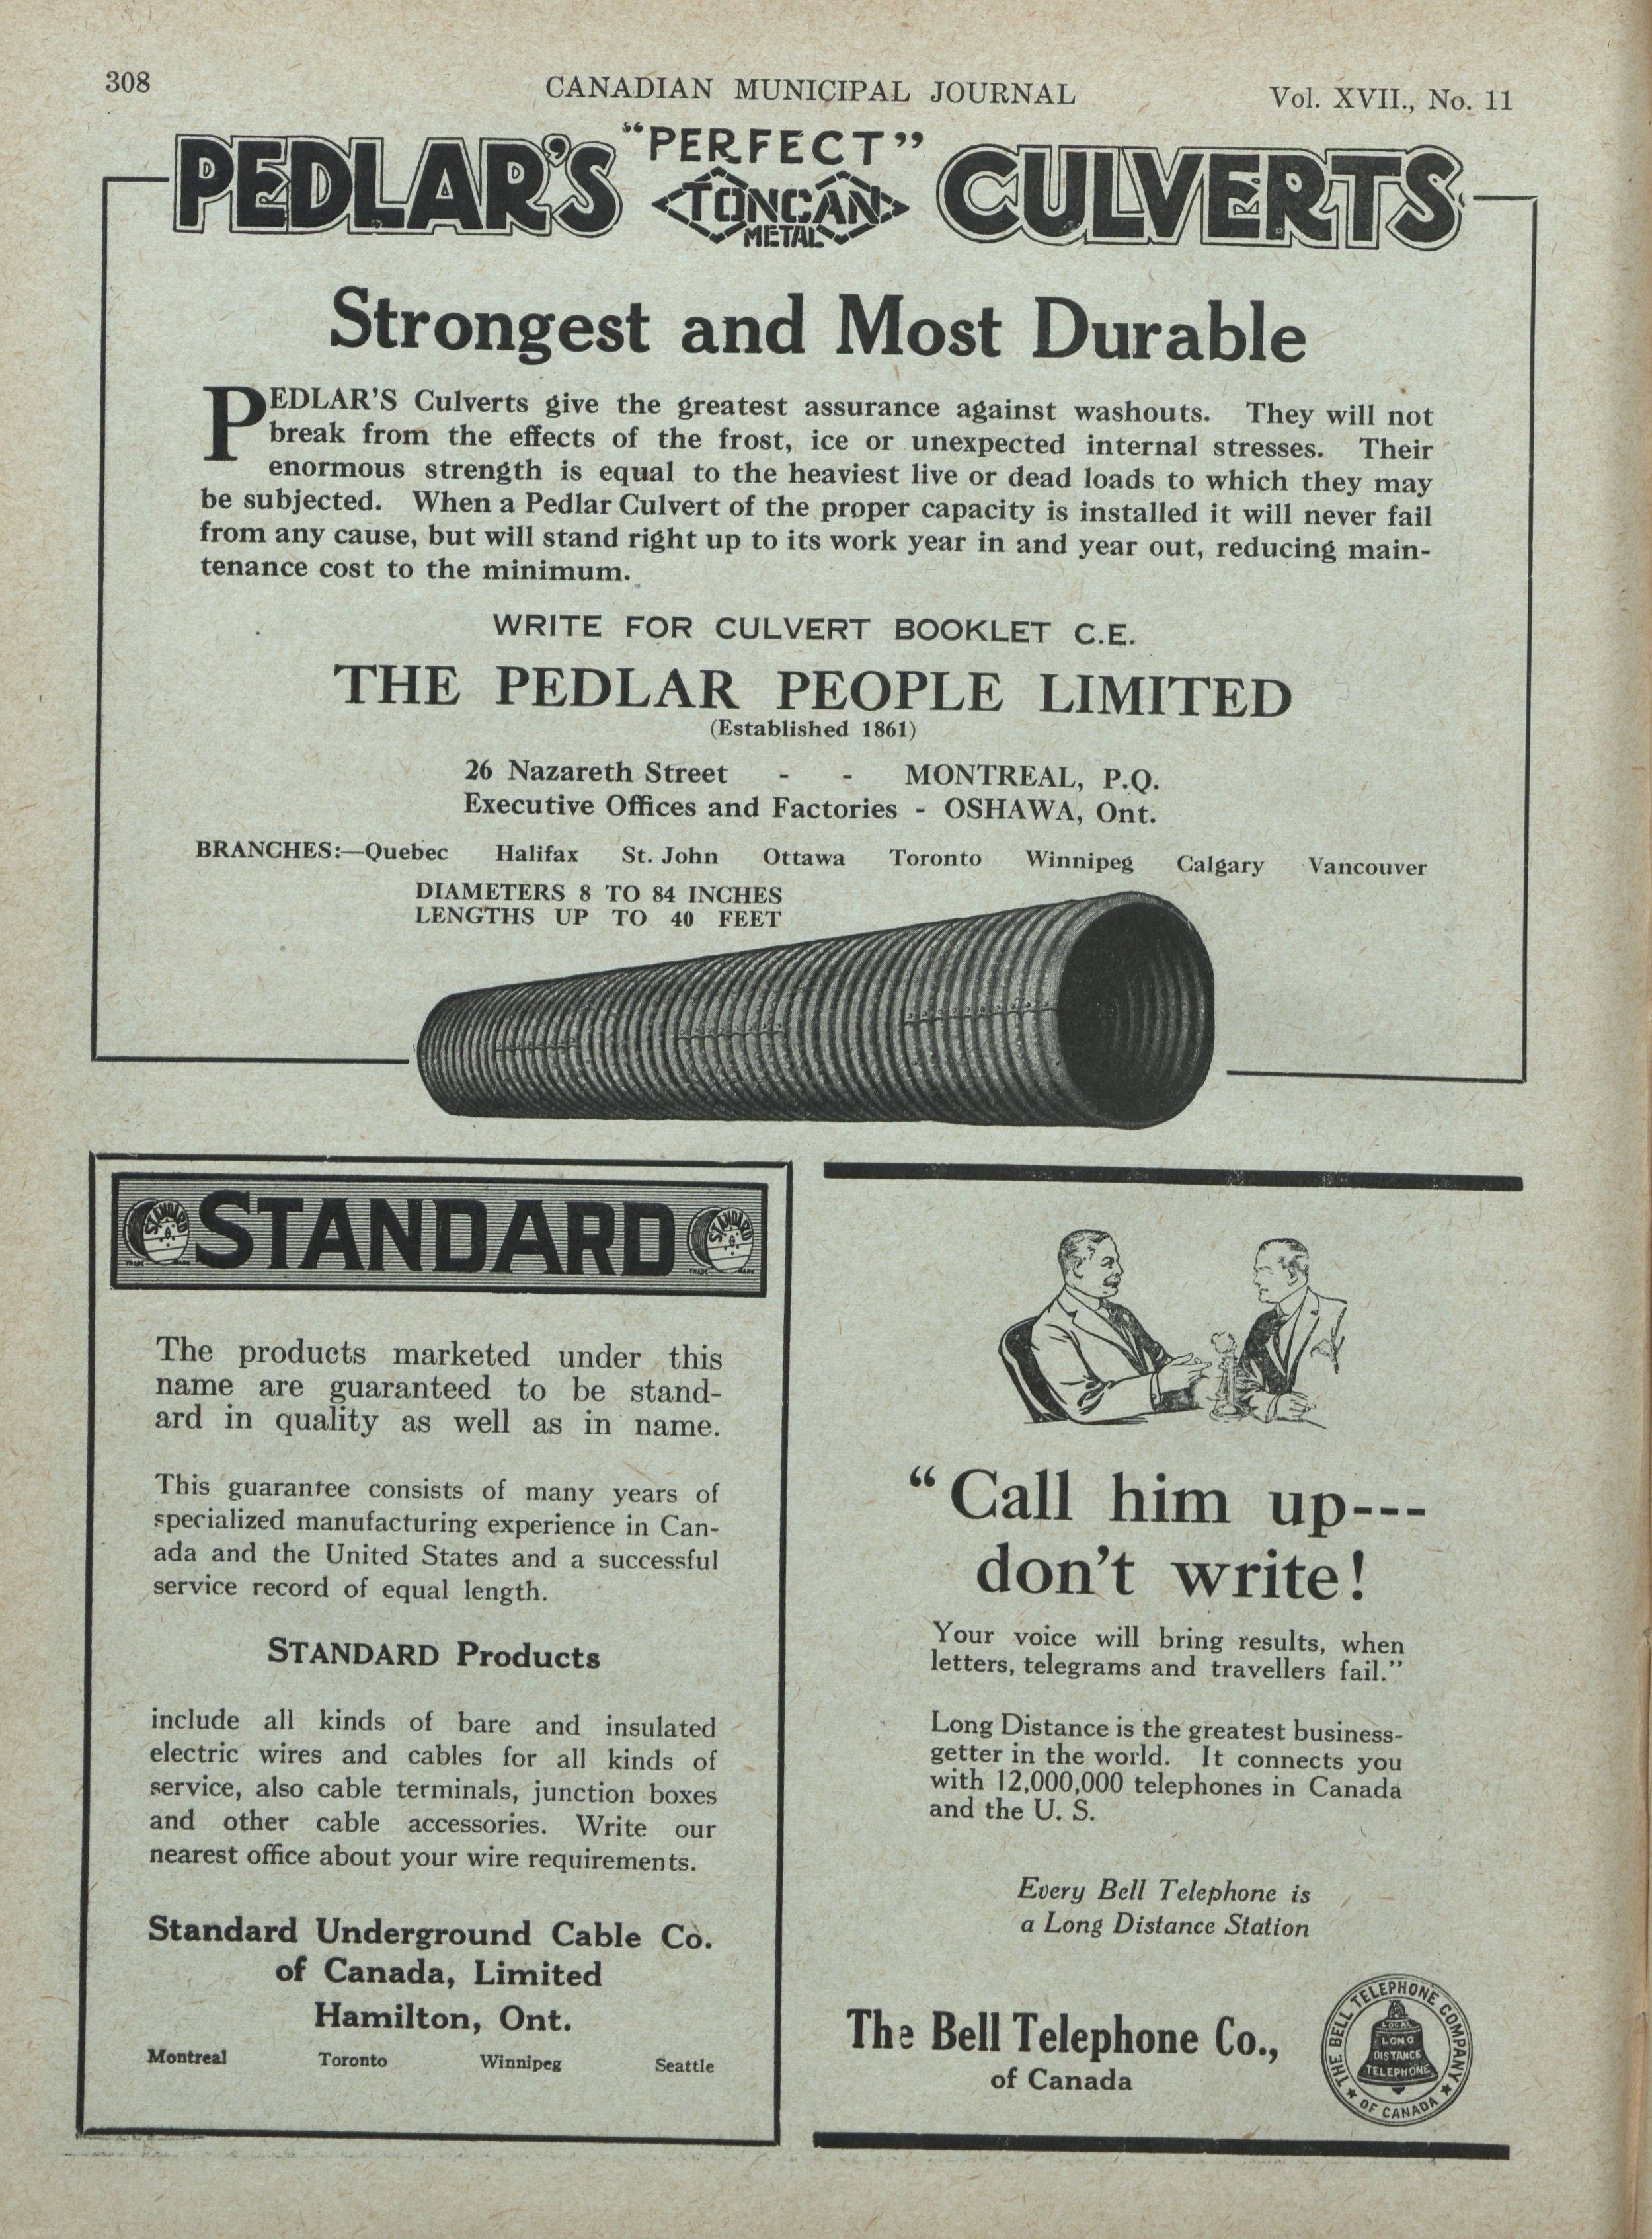 308
CANADIAN MUNICIPAL JOURNAL
Vol. XVII., No. 11
PEDLAR'S "PERFECT" CULVERTS
TONCAN
METAL
Strongest and Most Durable
PEDLAR'S Culverts give the greatest assurance against washouts. They will not
break from the effects of the frost, ice or unexpected internal stresses. Their
enormous strength is equal to the heaviest live or dead loads to which they may
be subjected. When a Pedlar Culvert of the proper capacity is installed it will never fail
from any cause, but will stand right up to its work year in and year out, reducing main-
tenance cost to the minimum.
WRITE FOR CULVERT BOOKLET C.E.
THE PEDLAR PEOPLE LIMITED
(Established 1861)
26 Nazareth Street - - MONTREAL, P.Q.
Executive Offices and Factories - OSHAWA, Ont.
BRANCHES:—Quebec Halifax St. John Ottawa Toronto Winnipeg Calgary Vancouver
DIAMETERS 8 TO 84 INCHES
LENGTHS UP TO 40 FEET
STANDARD
STANDARD
STANDARD
TRADE MARK
TRADE MARK
The products marketed under this
name are guaranteed to be stand-
ard in quality as well as in name.
This guarantee consists of many years of
specialized manufacturing experience in Can-
ada and the United States and a successful
service record of equal length.
STANDARD Products
include all kinds of bare and insulated
electric wires and cables for all kinds of
service, also cable terminals, junction boxes
and other cable accessories. Write our
nearest office about your wire requirements.
Standard Underground Cable Co.
of Canada, Limited
Hamilton, Ont.
Montreal Toronto Winnipeg Seattle
"Call him up---
don't write!
Your voice will bring results, when
letters, telegrams and travellers fail."
Long Distance is the greatest business-
getter in the world. It connects you
with 12,000,000 telephones in Canada
and the U. S.
Every Bell Telephone is
a Long Distance Station
The Bell Telephone Co.,
of Canada
THE BELL TELEPHONE COMPANY
OF CANADA
LOCAL
LONG
DISTANCE
TELEPHONE